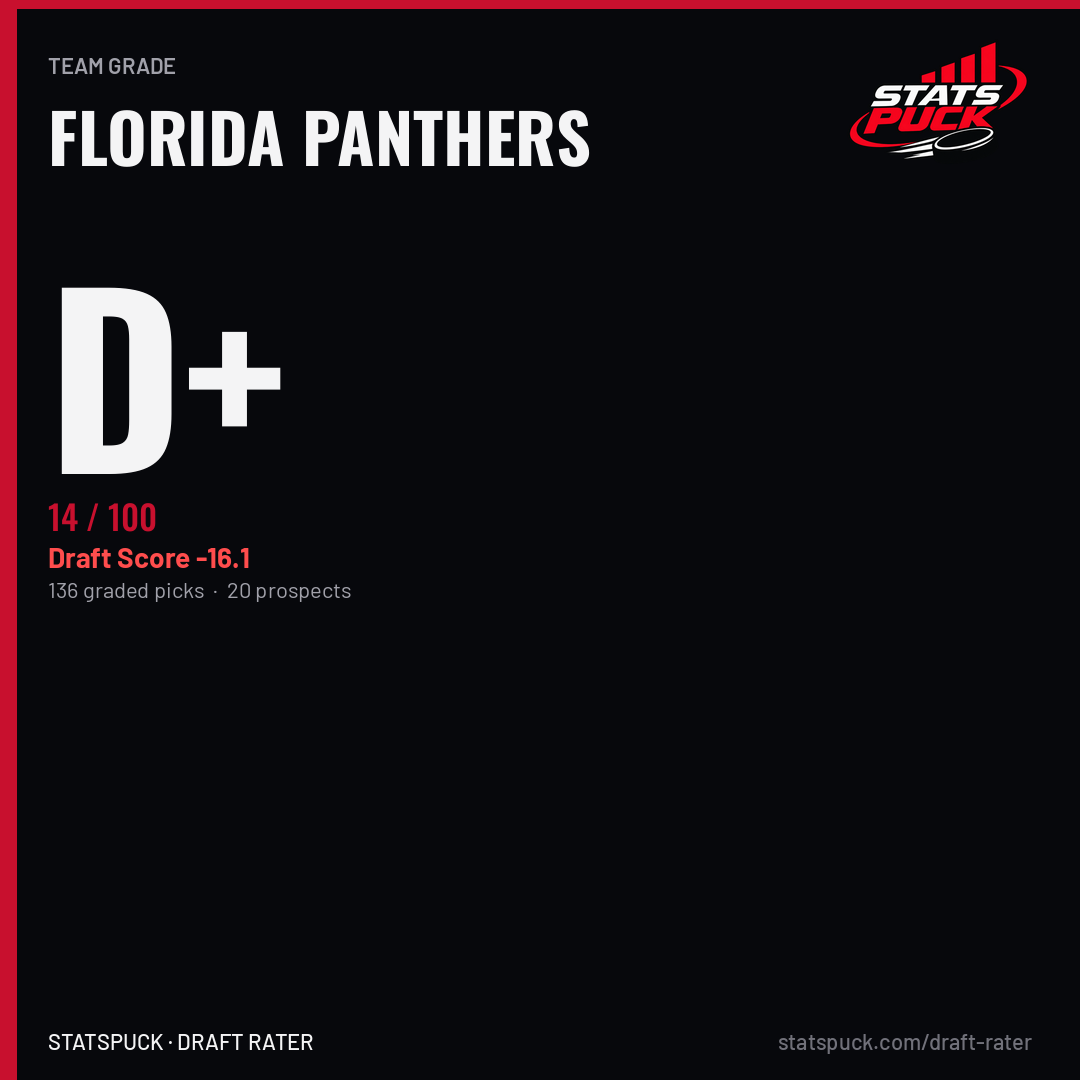 TEAM GRADE
FLORIDA PANTHERS
STATS
PUCK
D+
14 / 100
Draft Score -16.1
136 graded picks · 20 prospects
STATSPUCK · DRAFT RATER
statspuck.com/draft-rater